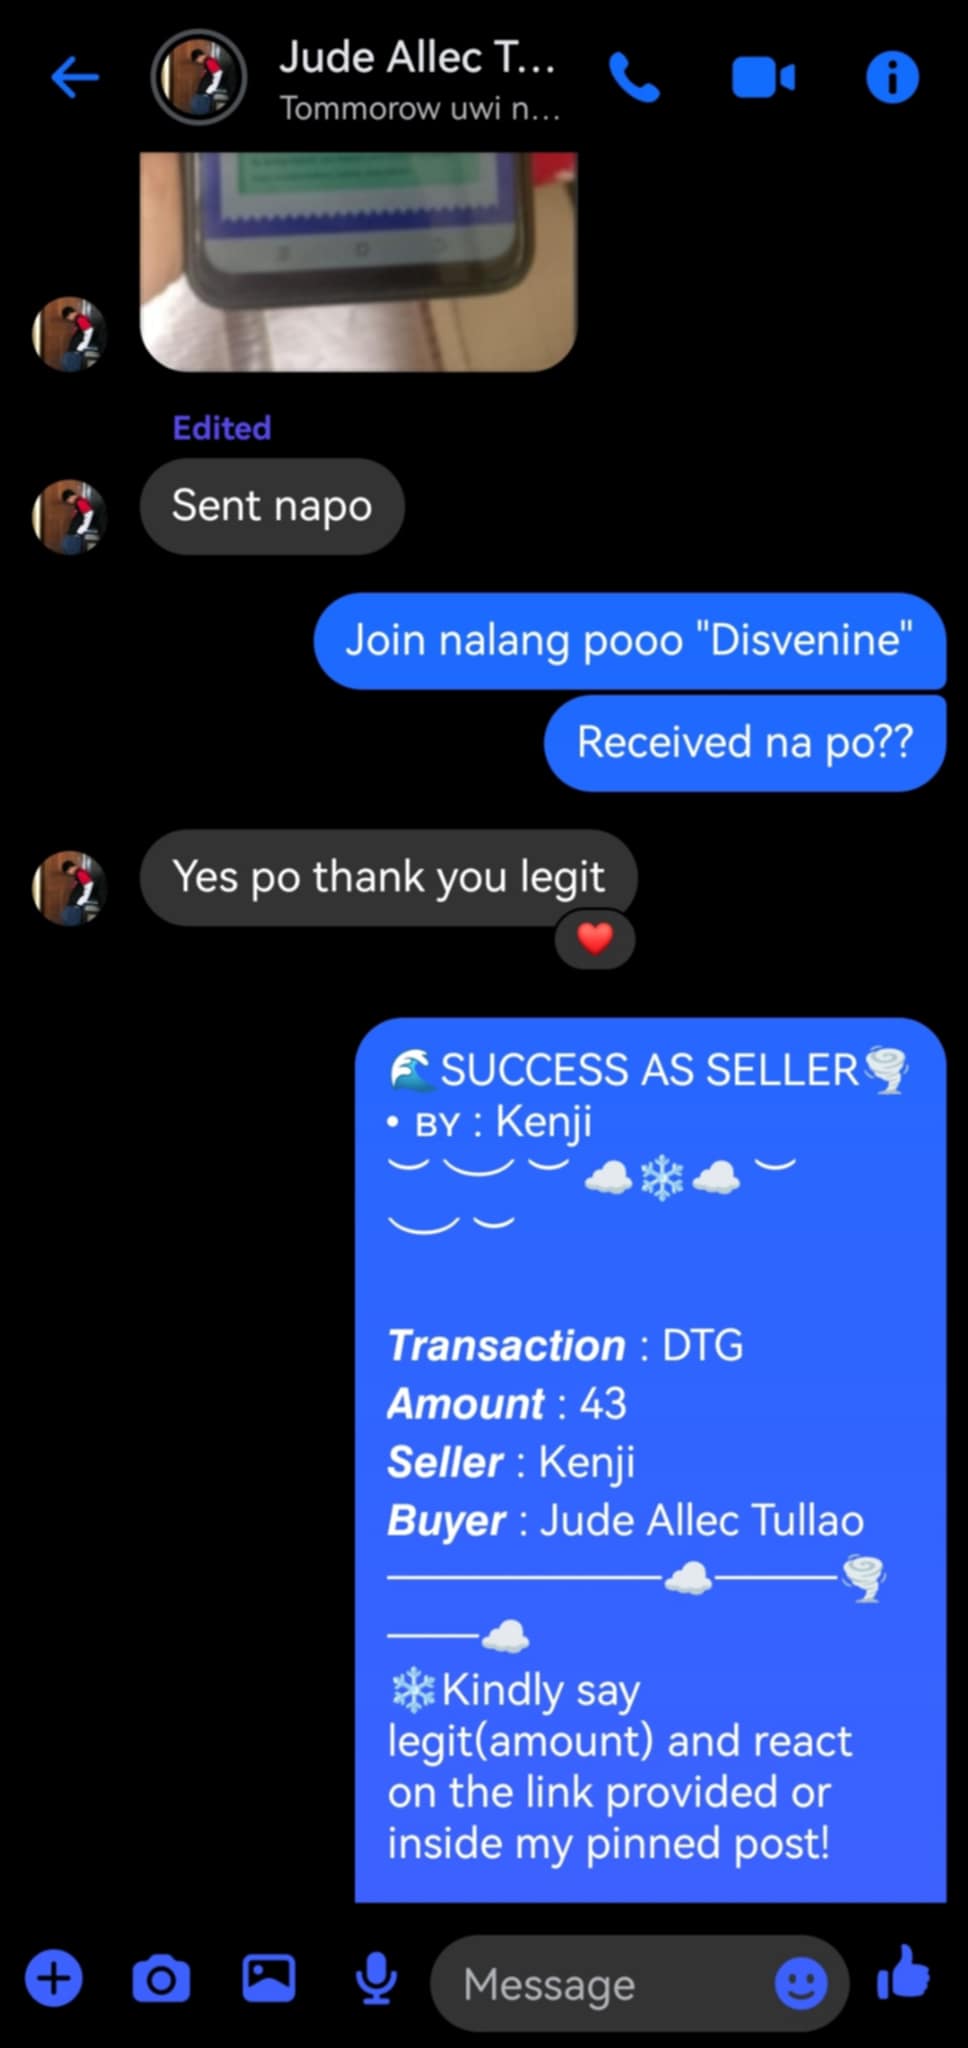 Jude Allec T...
Tommorow uwi n...
Edited
Sent napo
Join nalang pooo "Disvenine"
Received na po??
Yes po thank you legit
❤️
🌊SUCCESS AS SELLER🌪️
• ʙʏ : Kenji
︶ ︶ ︶ ☁️❄️☁️ ︶
︶ ︶
Transaction : DTG
Amount : 43
Seller : Kenji
Buyer : Jude Allec Tullao
—————————☁️————🌪️
———☁️
❄️Kindly say
legit(amount) and react
on the link provided or
inside my pinned post!
Message